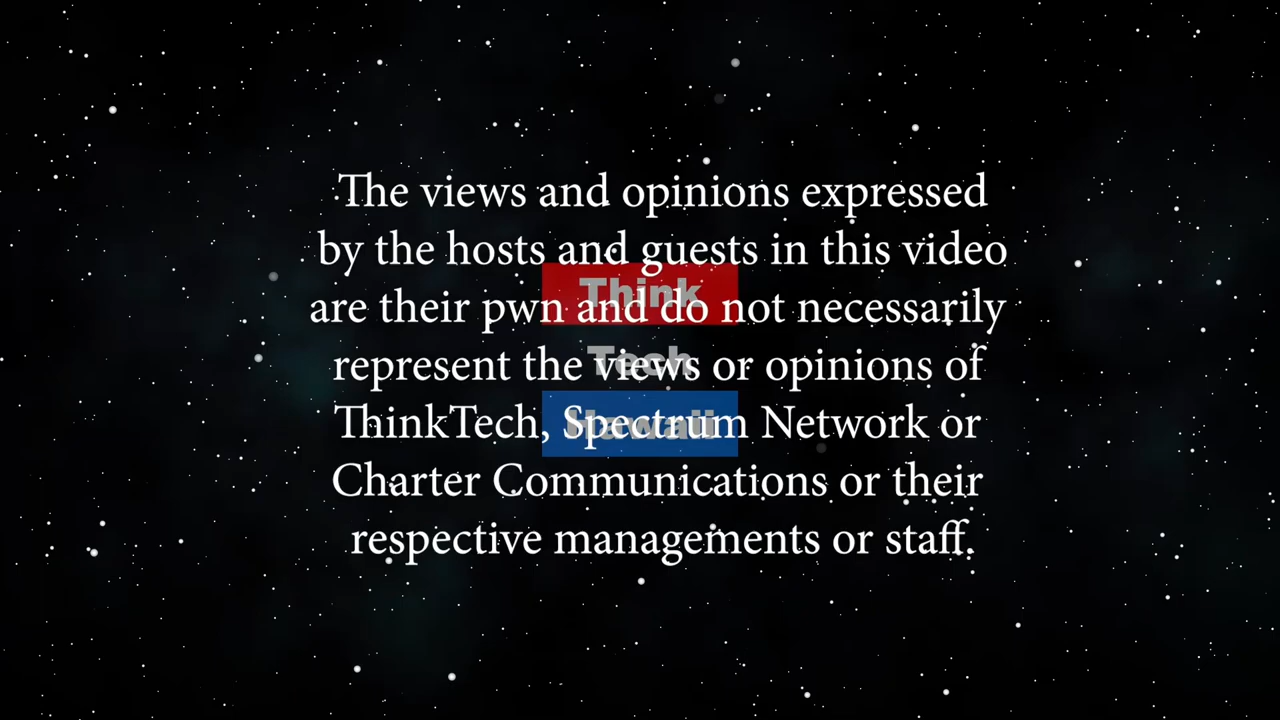 The views and opinions expressed
by the hosts and guests in this video
are their pwn and do not necessarily
represent the views or opinions of
ThinkTech, Spectrum Network or
Charter Communications or their
respective managements or staff.
Think
Tech
Hawaii